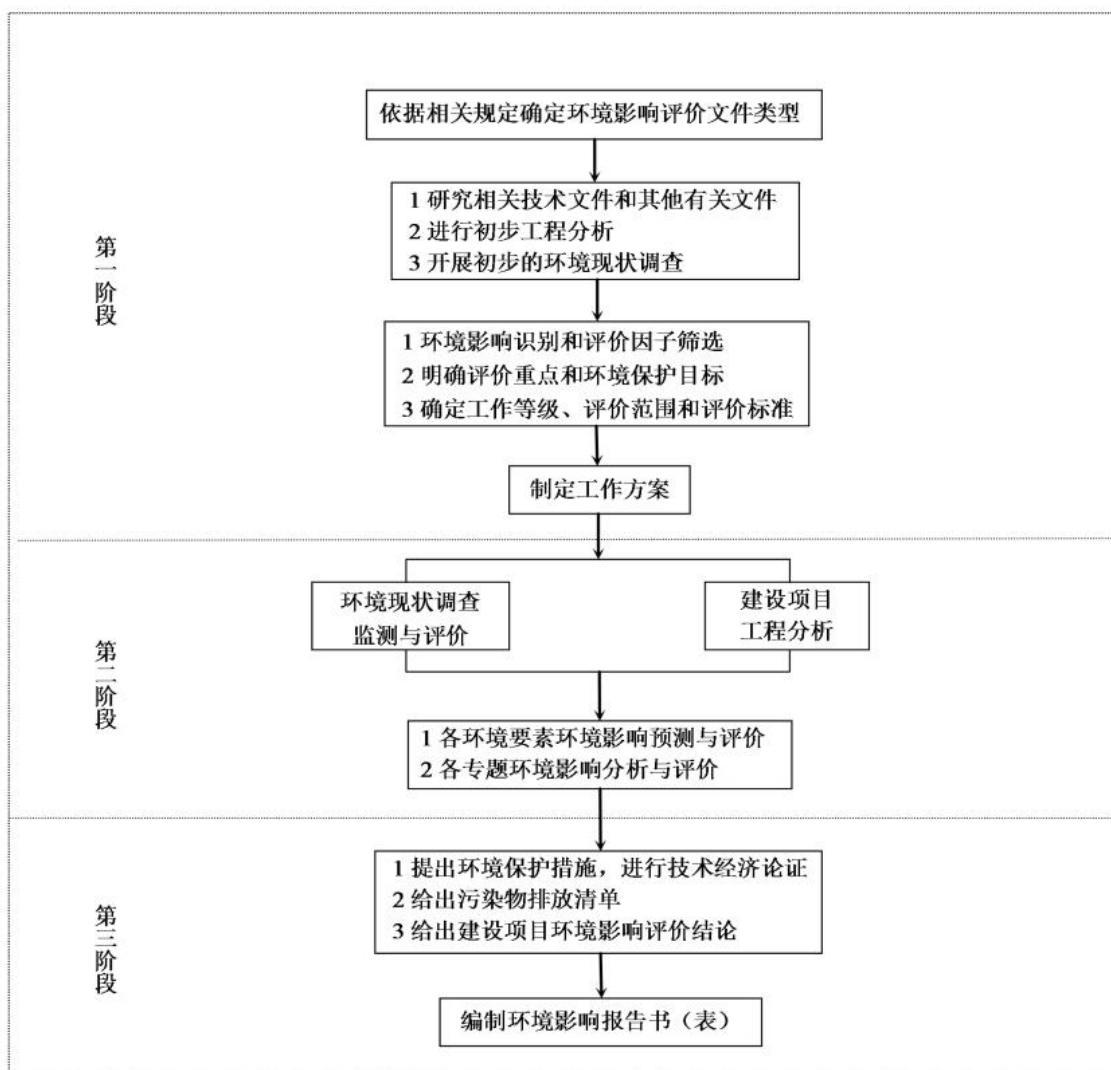 依据相关规定确定环境影响评价文件类型
1 研究相关技术文件和其他有关文件
2 进行初步工程分析
3 开展初步的环境现状调查
第一阶段
1 环境影响识别和评价因子筛选
2 明确评价重点和环境保护目标
3 确定工作等级、评价范围和评价标准
制定工作方案
环境现状调查
监测与评价
建设项目
工程分析
第二阶段
1 各环境要素环境影响预测与评价
2 各专题环境影响分析与评价
1 提出环境保护措施，进行技术经济论证
2 给出污染物排放清单
3 给出建设项目环境影响评价结论
第三阶段
编制环境影响报告书（表）